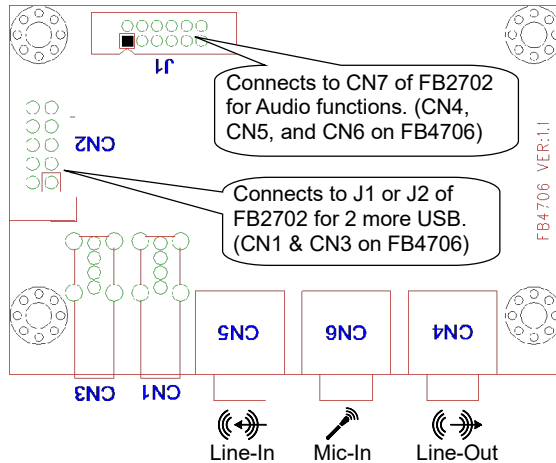 J1
Connects to CN7 of FB2702
for Audio functions. (CN4,
CN5, and CN6 on FB4706)
CN2
Connects to J1 or J2 of
FB2702 for 2 more USB.
(CN1 & CN3 on FB4706)
FB4706 VER:1.1
CN3
CN1
CN5
CN6
CN4
Line-In
Mic-In
Line-Out